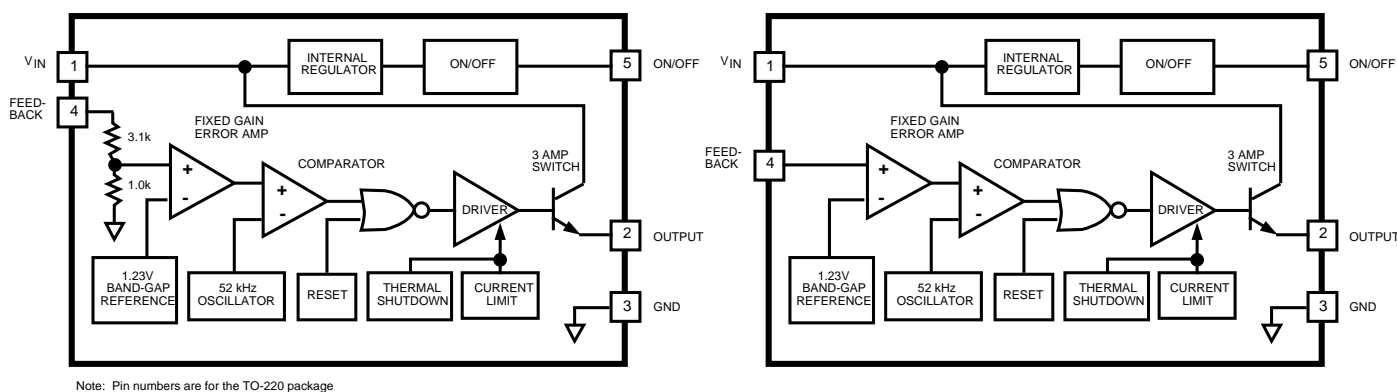 V IN
1
INTERNAL
REGULATOR
ON/OFF
5
ON/OFF
FEED-
BACK
4
3.1k
1.0k
FIXED GAIN
ERROR AMP
+
-
COMPARATOR
+
-
3 AMP
SWITCH
DRIVER
2
OUTPUT
1.23V
BAND-GAP
REFERENCE
52 kHz
OSCILLATOR
RESET
THERMAL
SHUTDOWN
CURRENT
LIMIT
3
GND
Note: Pin numbers are for the TO-220 package
V IN
1
INTERNAL
REGULATOR
ON/OFF
5
ON/OFF
FIXED GAIN
ERROR AMP
FEED-
BACK
4
+
-
COMPARATOR
+
-
3 AMP
SWITCH
DRIVER
2
OUTPUT
1.23V
BAND-GAP
REFERENCE
52 kHz
OSCILLATOR
RESET
THERMAL
SHUTDOWN
CURRENT
LIMIT
3
GND